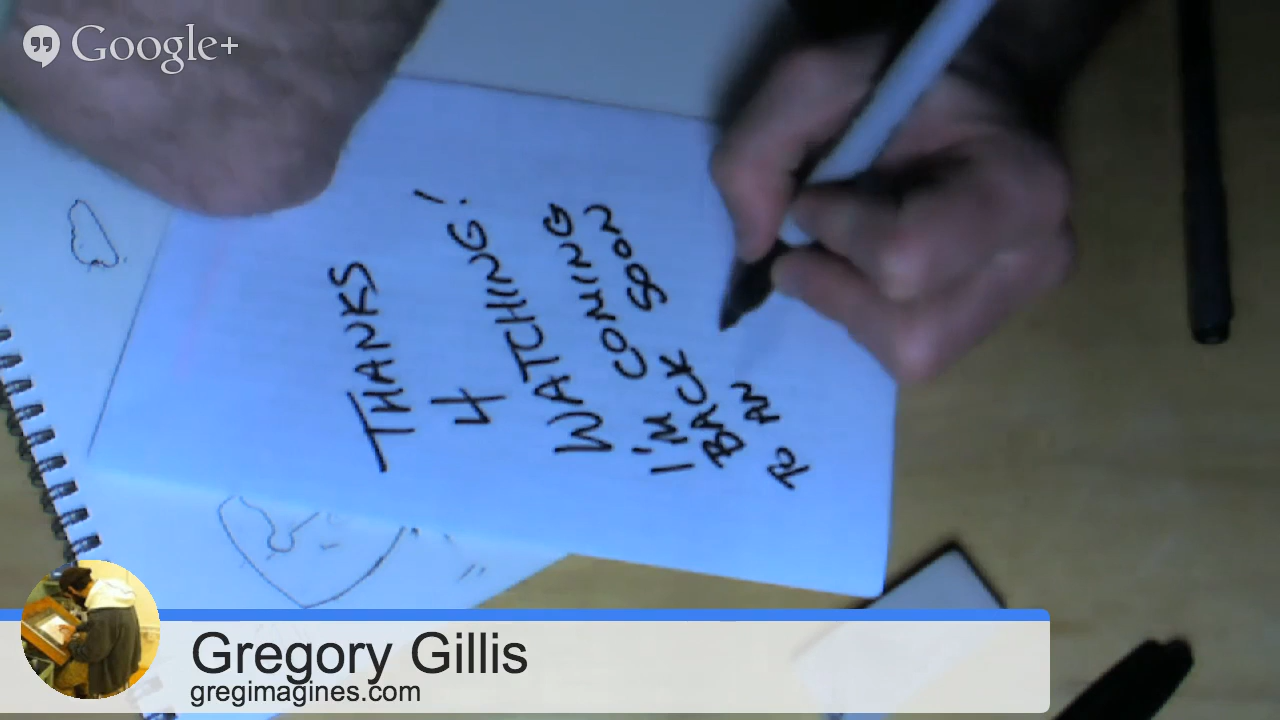 Google+
THANKS
4
WATCHING!
I'M COMING
BACK SOON
TO AN
Gregory Gillis
gregimagines.com